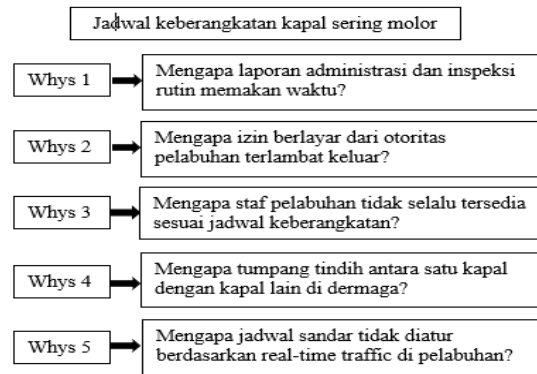 Jadwal keberangkatan kapal sering molor
Whys 1
Mengapa laporan administrasi dan inspeksi
rutin memakan waktu?
Whys 2
Mengapa izin berlayar dari otoritas
pelabuhan terlambat keluar?
Whys 3
Mengapa staf pelabuhan tidak selalu tersedia
sesuai jadwal keberangkatan?
Whys 4
Mengapa tumpang tindih antara satu kapal
dengan kapal lain di dermaga?
Whys 5
Mengapa jadwal sandar tidak diatur
berdasarkan real-time traffic di pelabuhan?